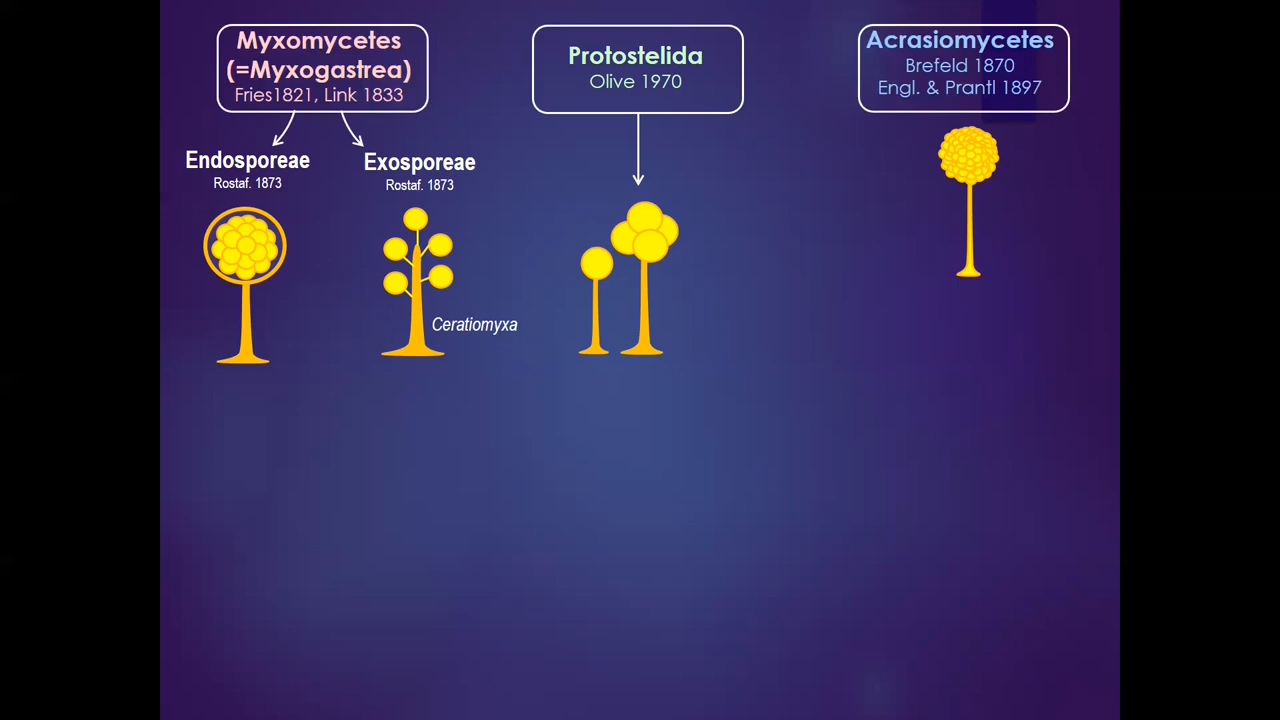 Myxomycetes
(=Myxogastrea)
Fries1821, Link 1833
Endosporeae
Rostaf. 1873
Exosporeae
Rostaf. 1873
Ceratiomyxa
Protostelida
Olive 1970
Acrasiomycetes
Brefeld 1870
Engl. & Prantl 1897